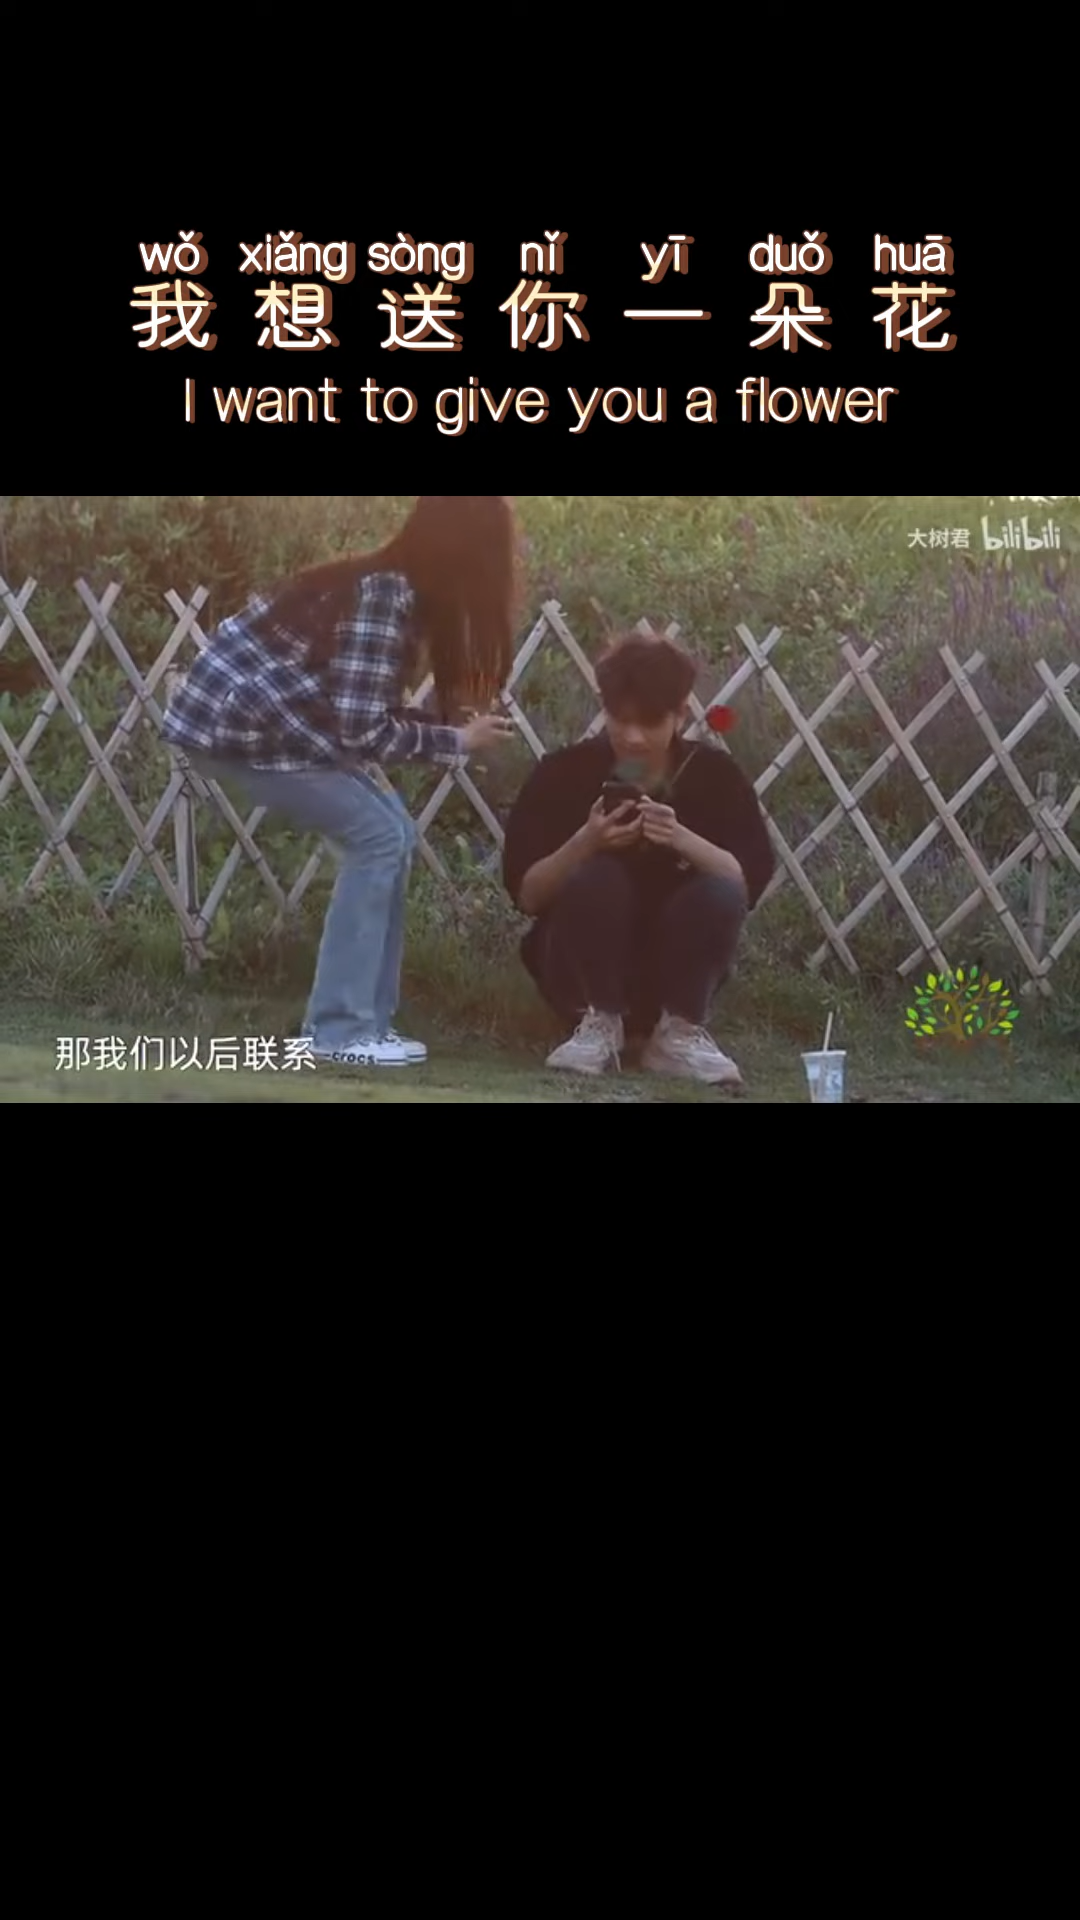 wǒ xiǎng sòng nǐ yī duǒ huā
我想送你一朵花
I want to give you a flower
大树君 bilibili
那我们以后联系
crocs